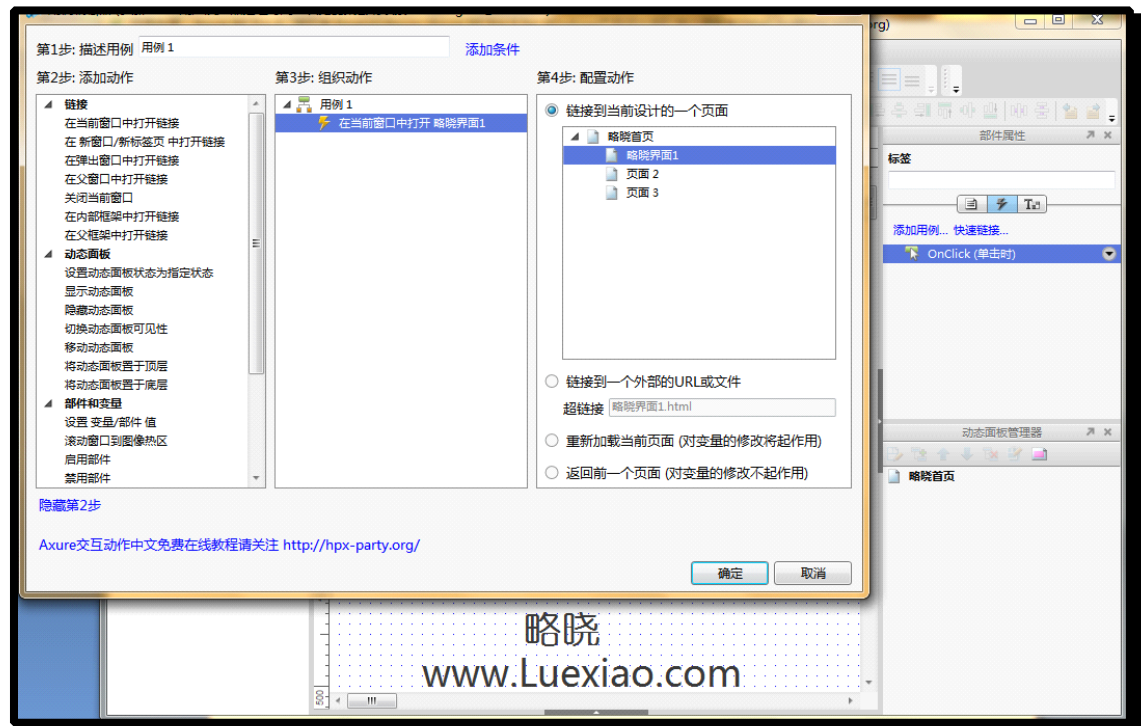 rg)
第1步: 描述用例 用例 1 添加条件
第2步: 添加动作
第3步: 组织动作
第4步: 配置动作
链接
在当前窗口中打开链接
在 新窗口/新标签页 中打开链接
在弹出窗口中打开链接
在父窗口中打开链接
关闭当前窗口
在内部框架中打开链接
在父框架中打开链接
动态面板
设置动态面板状态为指定状态
显示动态面板
隐藏动态面板
切换动态面板可见性
移动动态面板
将动态面板置于顶层
将动态面板置于底层
部件和变量
设置 变量/部件 值
滚动窗口到图像热区
启用部件
禁用部件
用例 1
在当前窗口中打开 略晓界面1
链接到当前设计的一个页面
略晓首页
略晓界面1
页面 2
页面 3
链接到一个外部的URL或文件
超链接 略晓界面1.html
重新加载当前页面 (对变量的修改将起作用)
返回前一个页面 (对变量的修改不起作用)
隐藏第2步
Axure交互动作中文免费在线教程请关注 http://hpx-party.org/
确定 取消
部件属性
标签
添加用例... 快速链接...
OnClick (单击时)
动态面板管理器
略晓首页
略晓
www.Luexiao.com
500